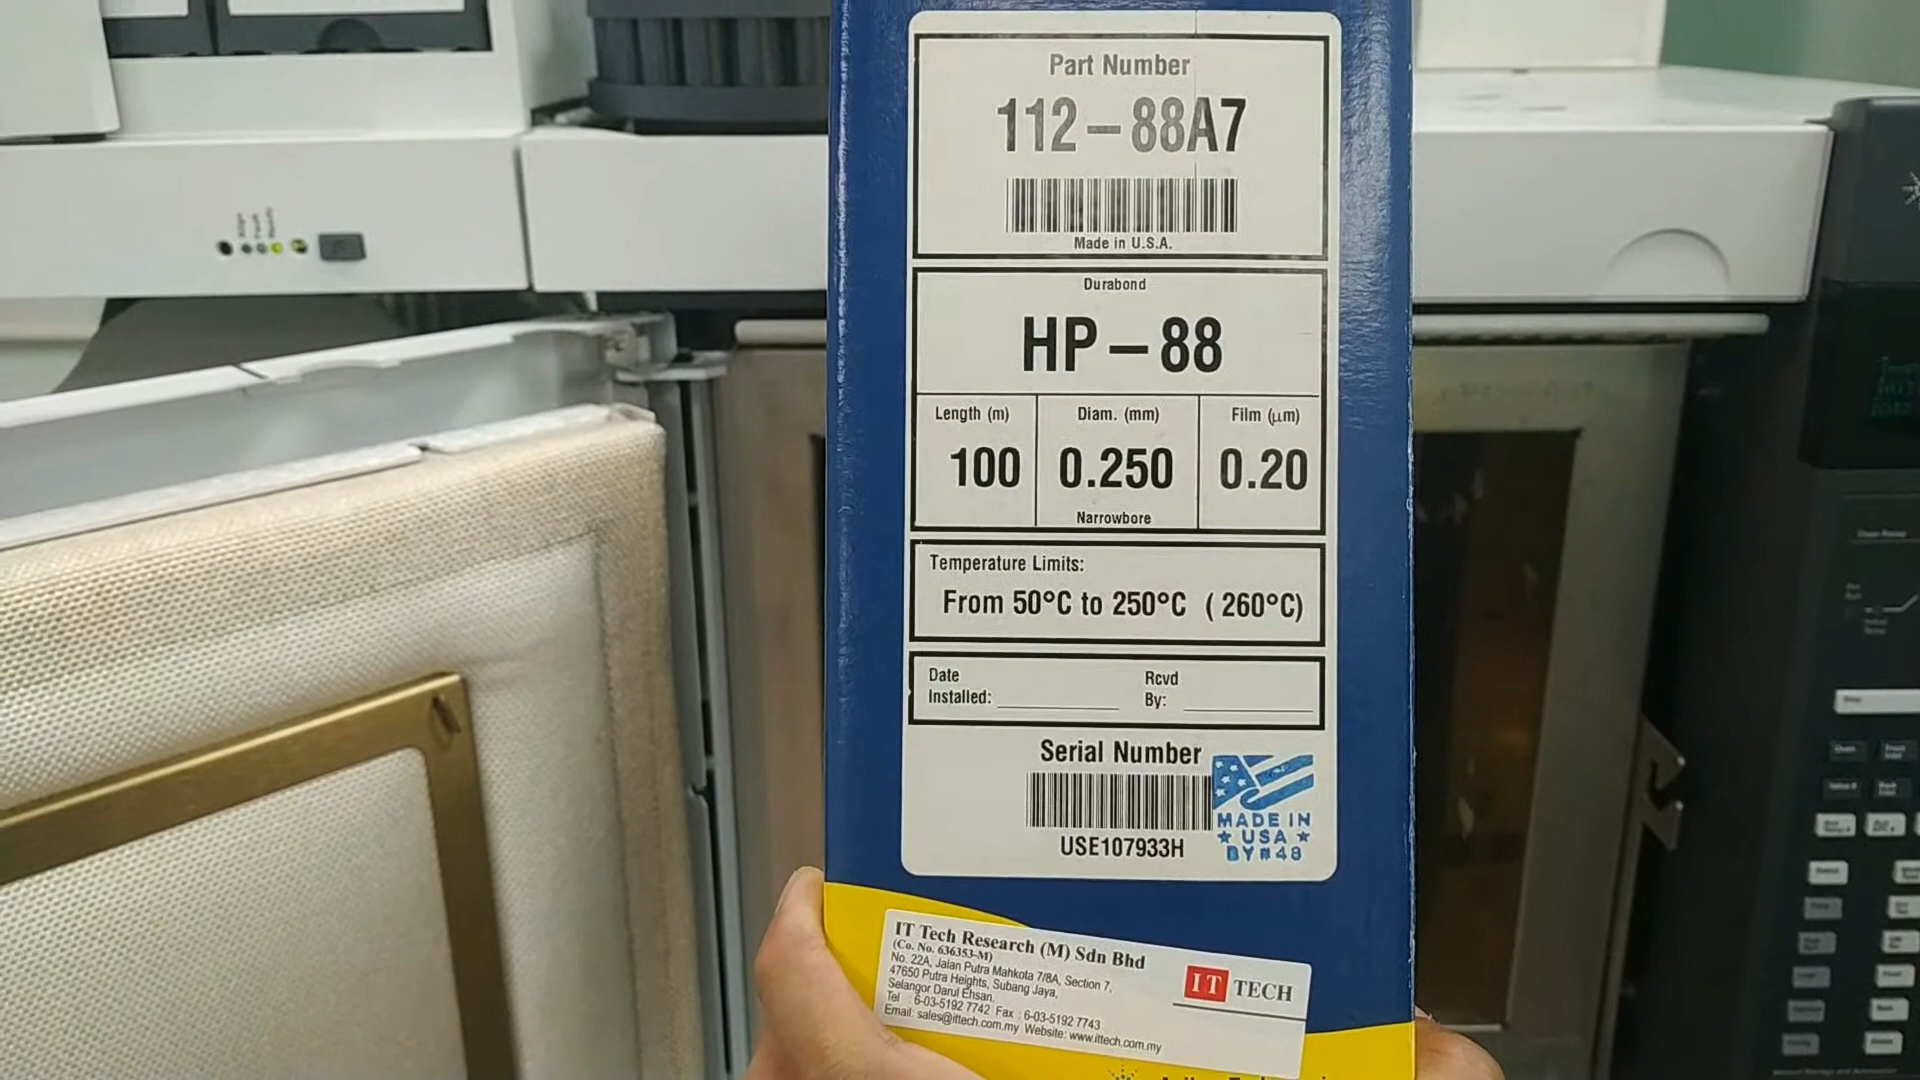 Part Number
112-88A7
Made in U.S.A.
Durabond
HP-88
Length (m) Diam. (mm) Film (µm)
100 0.250 0.20
Narrowbore
Temperature Limits:
From 50°C to 250°C (260°C)
Date
Installed:
Rcvd
By:
Serial Number
USE107933H
MADE IN
USA
BY#48
IT Tech Research (M) Sdn Bhd
(Co. No. 636353-M)
No. 22A, Jalan Putra Mahkota 7/8A, Section 7,
47650 Putra Heights, Subang Jaya,
Selangor Darul Ehsan.
Tel : 6-03-5192 7742 Fax : 6-03-5192 7743
Email: sales@ittech.com.my Website: www.ittech.com.my
IT TECH